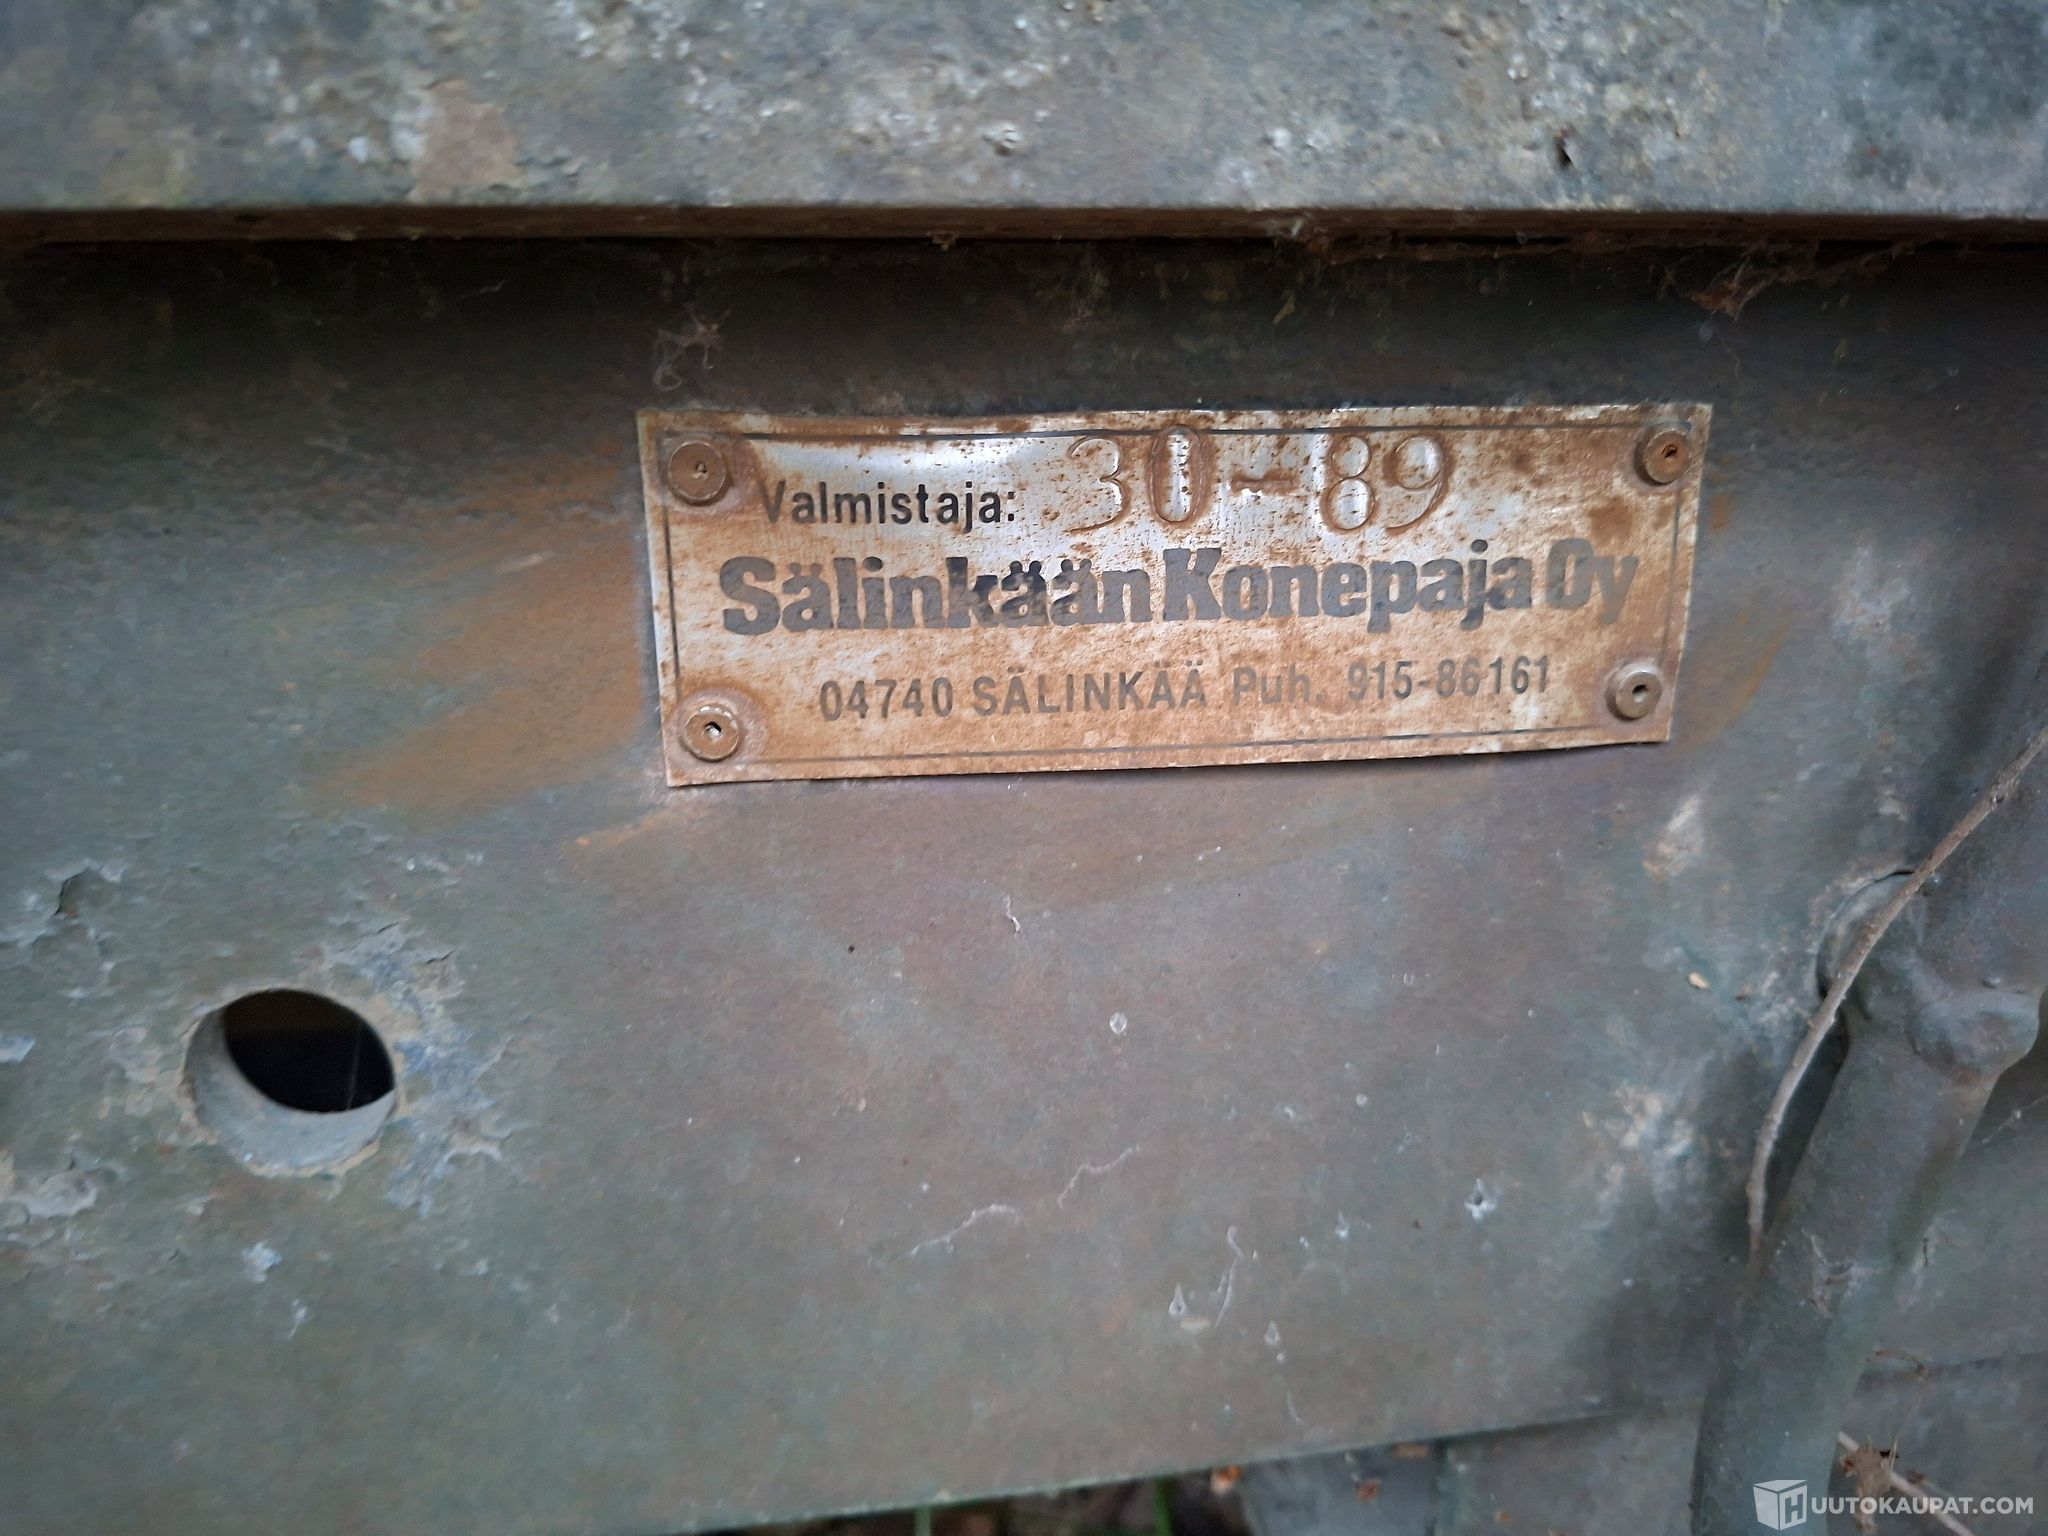 Valmistaja: 30-89
Sälinkään Konepaja Oy
04740 SÄLINKÄÄ Puh. 915-86161
HUUTOKAUPAT.COM